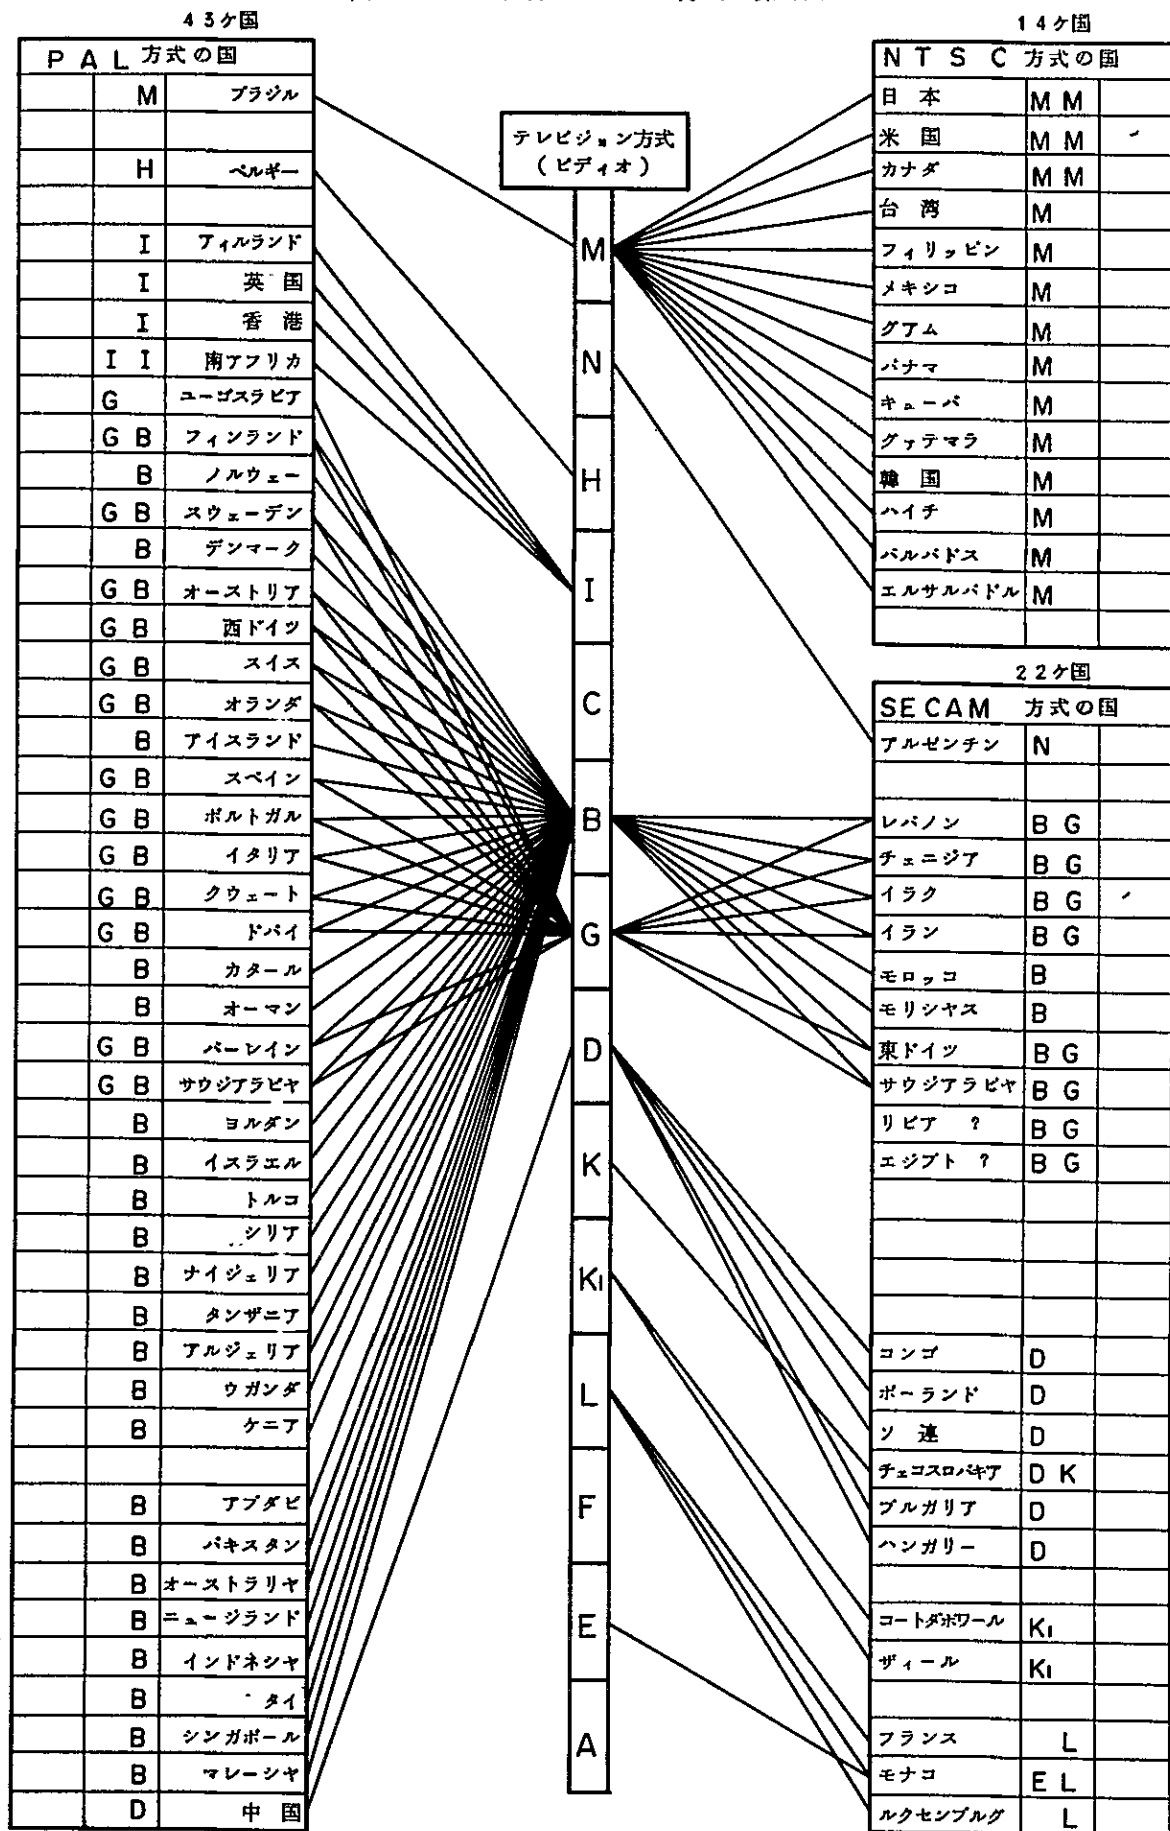 43ケ国
PAL 方式の国
M ブラジル
H ベルギー
I アイルランド
I 英国
I 香港
I I 南アフリカ
G ユーゴスラビア
G B フィンランド
B ノルウェー
G B スウェーデン
B デンマーク
G B オーストリア
G B 西ドイツ
G B スイス
G B オランダ
B アイスランド
G B スペイン
G B ポルトガル
G B イタリア
G B クウェート
G B ドバイ
B カタール
B オーマン
G B バーレイン
G B サウジアラビヤ
B ヨルダン
B イスラエル
B トルコ
B シリア
B ナイジェリア
B タンザニア
B アルジェリア
B ウガンダ
B ケニア
B アブダビ
B パキスタン
B オーストラリヤ
B ニュージランド
B インドネシヤ
B タイ
B シンガポール
B マレーシヤ
D 中国
テレビジョン方式
(ビディオ)
M
N
H
I
C
B
G
D
K
K1
L
F
E
A
14ケ国
NTSC 方式の国
日本 M M
米国 M M
カナダ M M
台湾 M
フィリッピン M
メキシコ M
グアム M
パナマ M
キューバ M
グァテマラ M
韓国 M
ハイチ M
バルバドス M
エルサルバドル M
22ケ国
SECAM 方式の国
アルゼンチン N
レバノン B G
チェニジア B G
イラク B G
イラン B G
モロッコ B
モリシヤス B
東ドイツ B G
サウジアラビヤ B G
リビア ? B G
エジプト ? B G
コンゴ D
ポーランド D
ソ連 D
チェコスロバキア D K
ブルガリア D
ハンガリー D
コートダボワール K1
ザィール K1
フランス L
モナコ E L
ルクセンブルグ L